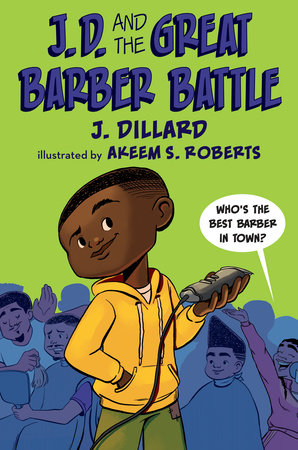 J.D. AND THE GREAT
BARBER BATTLE
J. DILLARD
illustrated by AKEEM S. ROBERTS
WHO'S THE
BEST BARBER
IN TOWN?